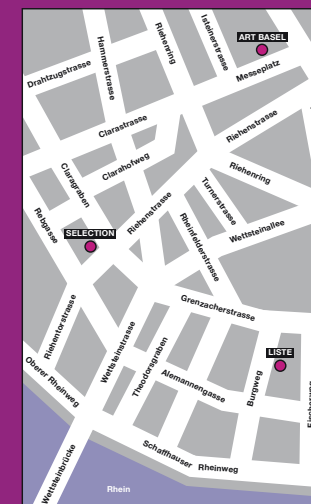 Isteinerstrasse
ART BASEL
Riehenring
Hammerstrasse
Drahtzugstrasse
Messeplatz
Clarastrasse
Riehenstrasse
Clarahofweg
Claragraben
Riehenring
Turnerstrasse
Rebgasse
Riehenstrasse
Rheinfelderstrasse
Wettsteinallee
SELECTION
Grenzacherstrasse
Riehentorstrasse
Wettsteinstrasse
Theodorsgraben
LISTE
Alemannengasse
Burgweg
Oberer Rheinweg
Schaffhauser
Rheinweg
Wettsteinbrücke
Rhein